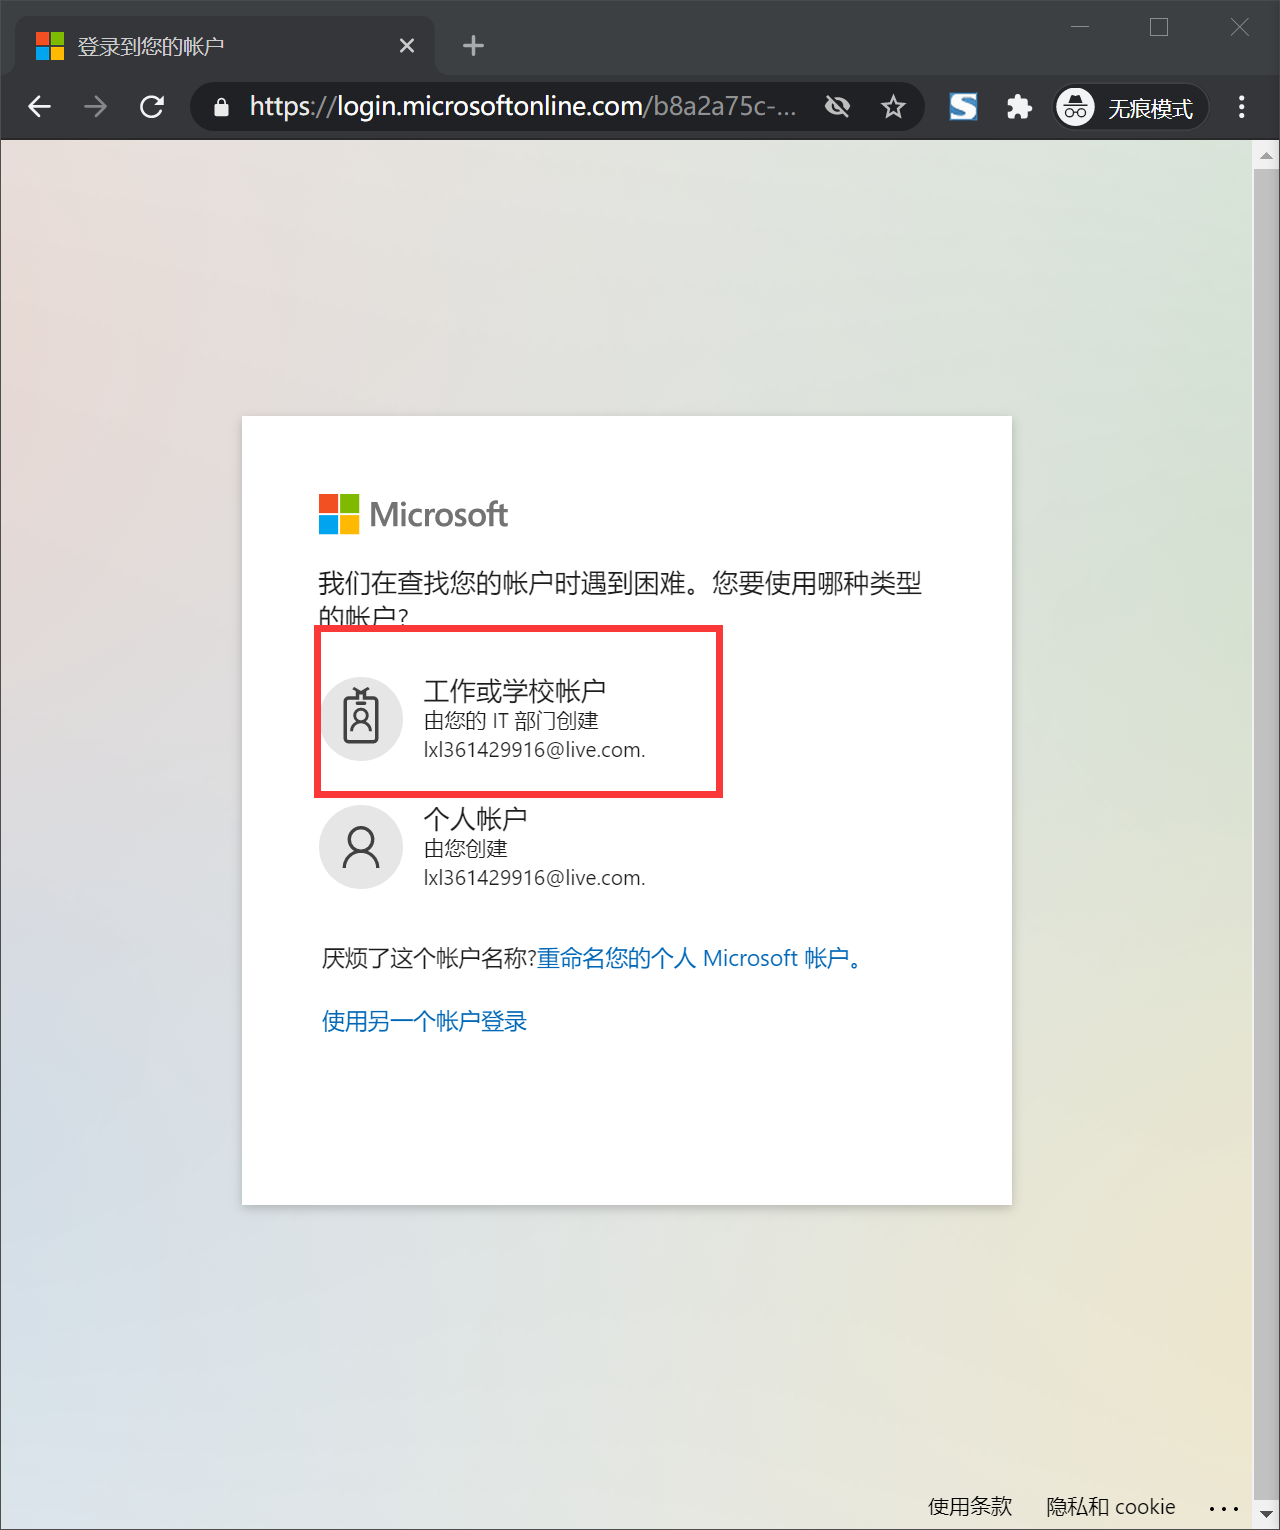 登录到您的帐户
https://login.microsoftonline.com/b8a2a75c-...
无痕模式
Microsoft
我们在查找您的帐户时遇到困难。您要使用哪种类型
的帐户?
工作或学校帐户
由您的 IT 部门创建
lxl361429916@live.com.
个人帐户
由您创建
lxl361429916@live.com.
厌烦了这个帐户名称?重命名您的个人 Microsoft 帐户。
使用另一个帐户登录
使用条款 隐私和 cookie ...